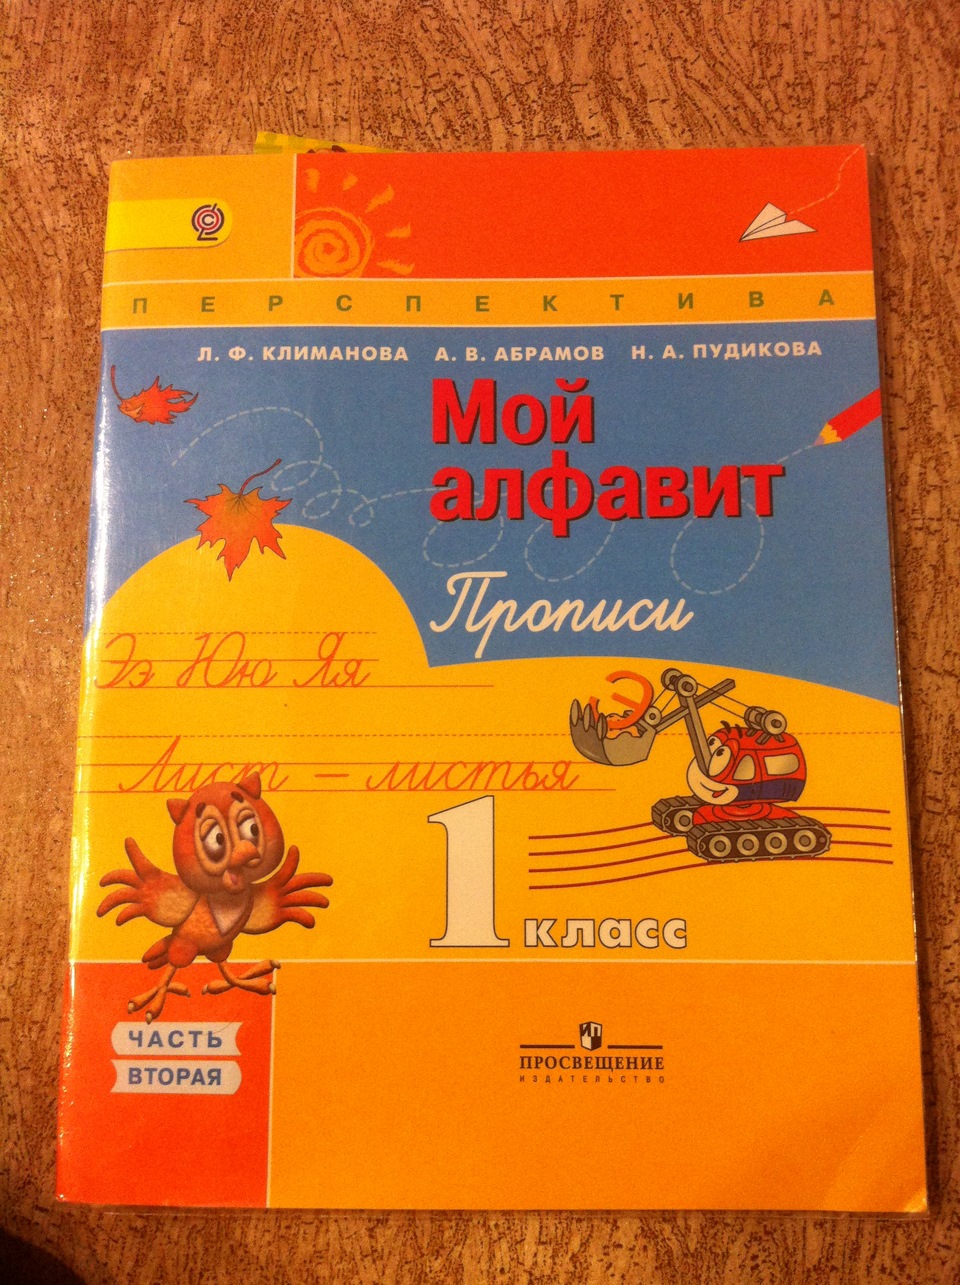 ПЕРСПЕКТИВА
Л. Ф. КЛИМАНОВА А. В. АБРАМОВ Н. А. ПУДИКОВА
Мой
алфавит
Прописи
Ээ Юю Яя
Лист – листья
Э
1 класс
ЧАСТЬ
ВТОРАЯ
ПРОСВЕЩЕНИЕ
ИЗДАТЕЛЬСТВО